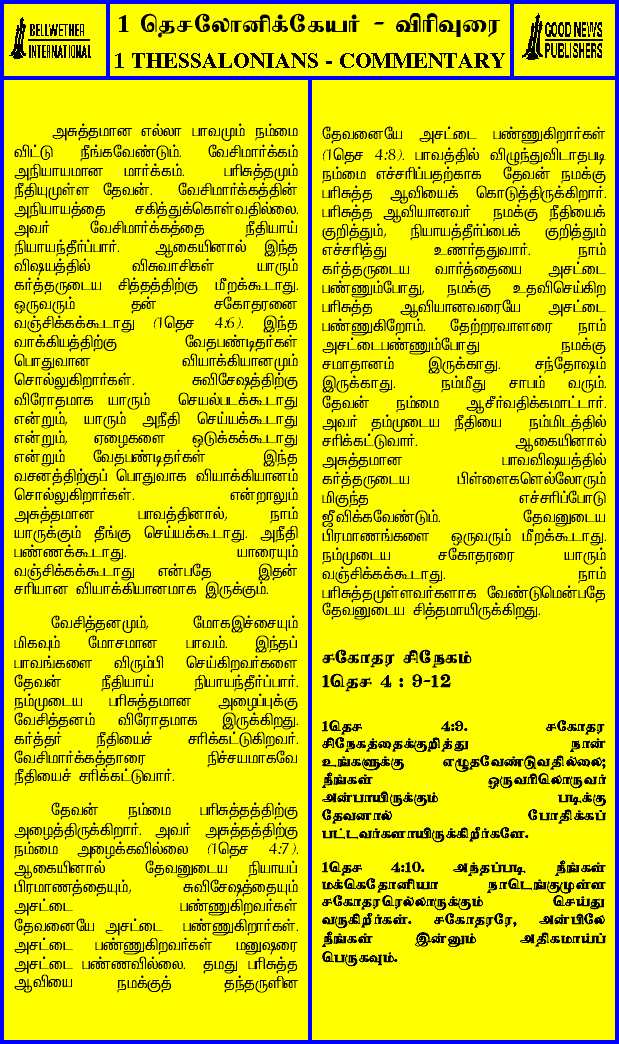 BELLWETHER
INTERNATIONAL
1 தெசலோனிக்கேயர் - விரிவுரை
1 THESSALONIANS - COMMENTARY
GOOD NEWS
PUBLISHERS
அசுத்தமான எல்லா பாவமும் நம்மை
விட்டு நீங்கவேண்டும். வேசிமார்க்கம்
அநியாயமான மார்க்கம். பரிசுத்தமும்
நீதியுமுள்ள தேவன். வேசிமார்க்கத்தின்
அநியாயத்தை சகித்துக்கொள்வதில்லை.
அவர் வேசிமார்க்கத்தை நீதியாய்
நியாயந்தீர்ப்பார். ஆகையினால் இந்த
விஷயத்தில் விசுவாசிகள் யாரும்
கர்த்தருடைய சித்தத்திற்கு மீறக்கூடாது.
ஒருவரும் தன் சகோதரனை
வஞ்சிக்கக்கூடாது (1தெச 4:6). இந்த
வாக்கியத்திற்கு வேதபண்டிதர்கள்
பொதுவான வியாக்கியானமும்
சொல்லுகிறார்கள். சுவிசேஷத்திற்கு
விரோதமாக யாரும் செயல்படக்கூடாது
என்றும், யாரும் அநீதி செய்யக்கூடாது
என்றும், ஏழைகளை ஒடுக்கக்கூடாது
என்றும் வேதபண்டிதர்கள் இந்த
வசனத்திற்குப் பொதுவாக வியாக்கியானம்
சொல்லுகிறார்கள். என்றாலும்
அசுத்தமான பாவத்தினால், நாம்
யாருக்கும் தீங்கு செய்யக்கூடாது. அநீதி
பண்ணக்கூடாது. யாரையும்
வஞ்சிக்கக்கூடாது என்பதே இதன்
சரியான வியாக்கியானமாக இருக்கும்.
வேசித்தனமும், மோகஇச்சையும்
மிகவும் மோசமான பாவம். இந்தப்
பாவங்களை விரும்பி செய்கிறவர்களை
தேவன் நீதியாய் நியாயந்தீர்ப்பார்.
நம்முடைய பரிசுத்தமான அழைப்புக்கு
வேசித்தனம் விரோதமாக இருக்கிறது.
கர்த்தர் நீதியைச் சரிக்கட்டுகிறவர்.
வேசிமார்க்கத்தாரை நிச்சயமாகவே
நீதியைச் சரிக்கட்டுவார்.
தேவன் நம்மை பரிசுத்தத்திற்கு
அழைத்திருக்கிறார். அவர் அசுத்தத்திற்கு
நம்மை அழைக்கவில்லை (1தெச 4:7).
ஆகையினால் தேவனுடைய நியாயப்
பிரமாணத்தையும், சுவிசேஷத்தையும்
அசட்டை பண்ணுகிறவர்கள்
தேவனையே அசட்டை பண்ணுகிறார்கள்.
அசட்டை பண்ணுகிறவர்கள் மனுஷரை
அசட்டை பண்ணவில்லை. தமது பரிசுத்த
ஆவியை நமக்குத் தந்தருளின
தேவனையே அசட்டை பண்ணுகிறார்கள்
(1தெச 4:8). பாவத்தில் விழுந்துவிடாதபடி
நம்மை எச்சரிப்பதற்காக தேவன் நமக்கு
பரிசுத்த ஆவியைக் கொடுத்திருக்கிறார்.
பரிசுத்த ஆவியானவர் நமக்கு நீதியைக்
குறித்தும், நியாயத்தீர்ப்பைக் குறித்தும்
எச்சரித்து உணர்ததுவார். நாம்
கர்த்தருடைய வார்த்தையை அசட்டை
பண்ணும்போது, நமக்கு உதவிசெய்கிற
பரிசுத்த ஆவியானவரையே அசட்டை
பண்ணுகிறோம். தேற்றரவாளரை நாம்
அசட்டைபண்ணும்போது நமக்கு
சமாதானம் இருக்காது. சந்தோஷம்
இருக்காது. நம்மீது சாபம் வரும்.
தேவன் நம்மை ஆசீர்வதிக்கமாட்டார்.
அவர் தம்முடைய நீதியை நம்மிடத்தில்
சரிக்கட்டுவார். ஆகையினால்
அசுத்தமான பாவவிஷயத்தில்
கர்த்தருடைய பிள்ளைகளெல்லோரும்
மிகுந்த எச்சரிப்போடு
ஜீவிக்கவேண்டும். தேவனுடைய
பிரமாணங்களை ஒருவரும் மீறக்கூடாது.
நம்முடைய சகோதரரை யாரும்
வஞ்சிக்கக்கூடாது. நாம்
பரிசுத்தமுள்ளவர்களாக வேண்டுமென்பதே
தேவனுடைய சித்தமாயிருக்கிறது.
சகோதர சிநேகம்
1தெச 4 : 9-12
1தெச 4:9. சகோதர
சிநேகத்தைக்குறித்து நான்
உங்களுக்கு எழுதவேண்டுவதில்லை;
நீங்கள் ஒருவரிலொருவர்
அன்பாயிருக்கும் படிக்கு
தேவனால் போதிக்கப்
பட்டவர்களாயிருக்கிறீர்களே.
1தெச 4:10. அந்தப்படி நீங்கள்
மக்கெதோனியா நாடெங்குமுள்ள
சகோதரரெல்லாருக்கும் செய்து
வருகிறீர்கள். சகோதரரே, அன்பிலே
நீங்கள் இன்னும் அதிகமாய்ப்
பெருகவும்.